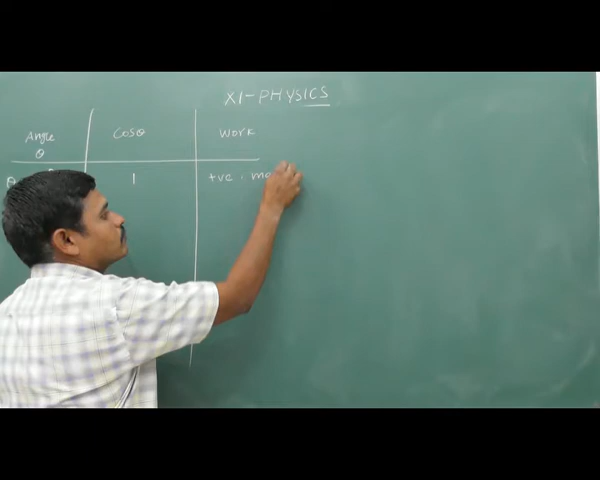 XI-PHYSICS
Angle θ
Cosθ
Work
θ
1
+ve,